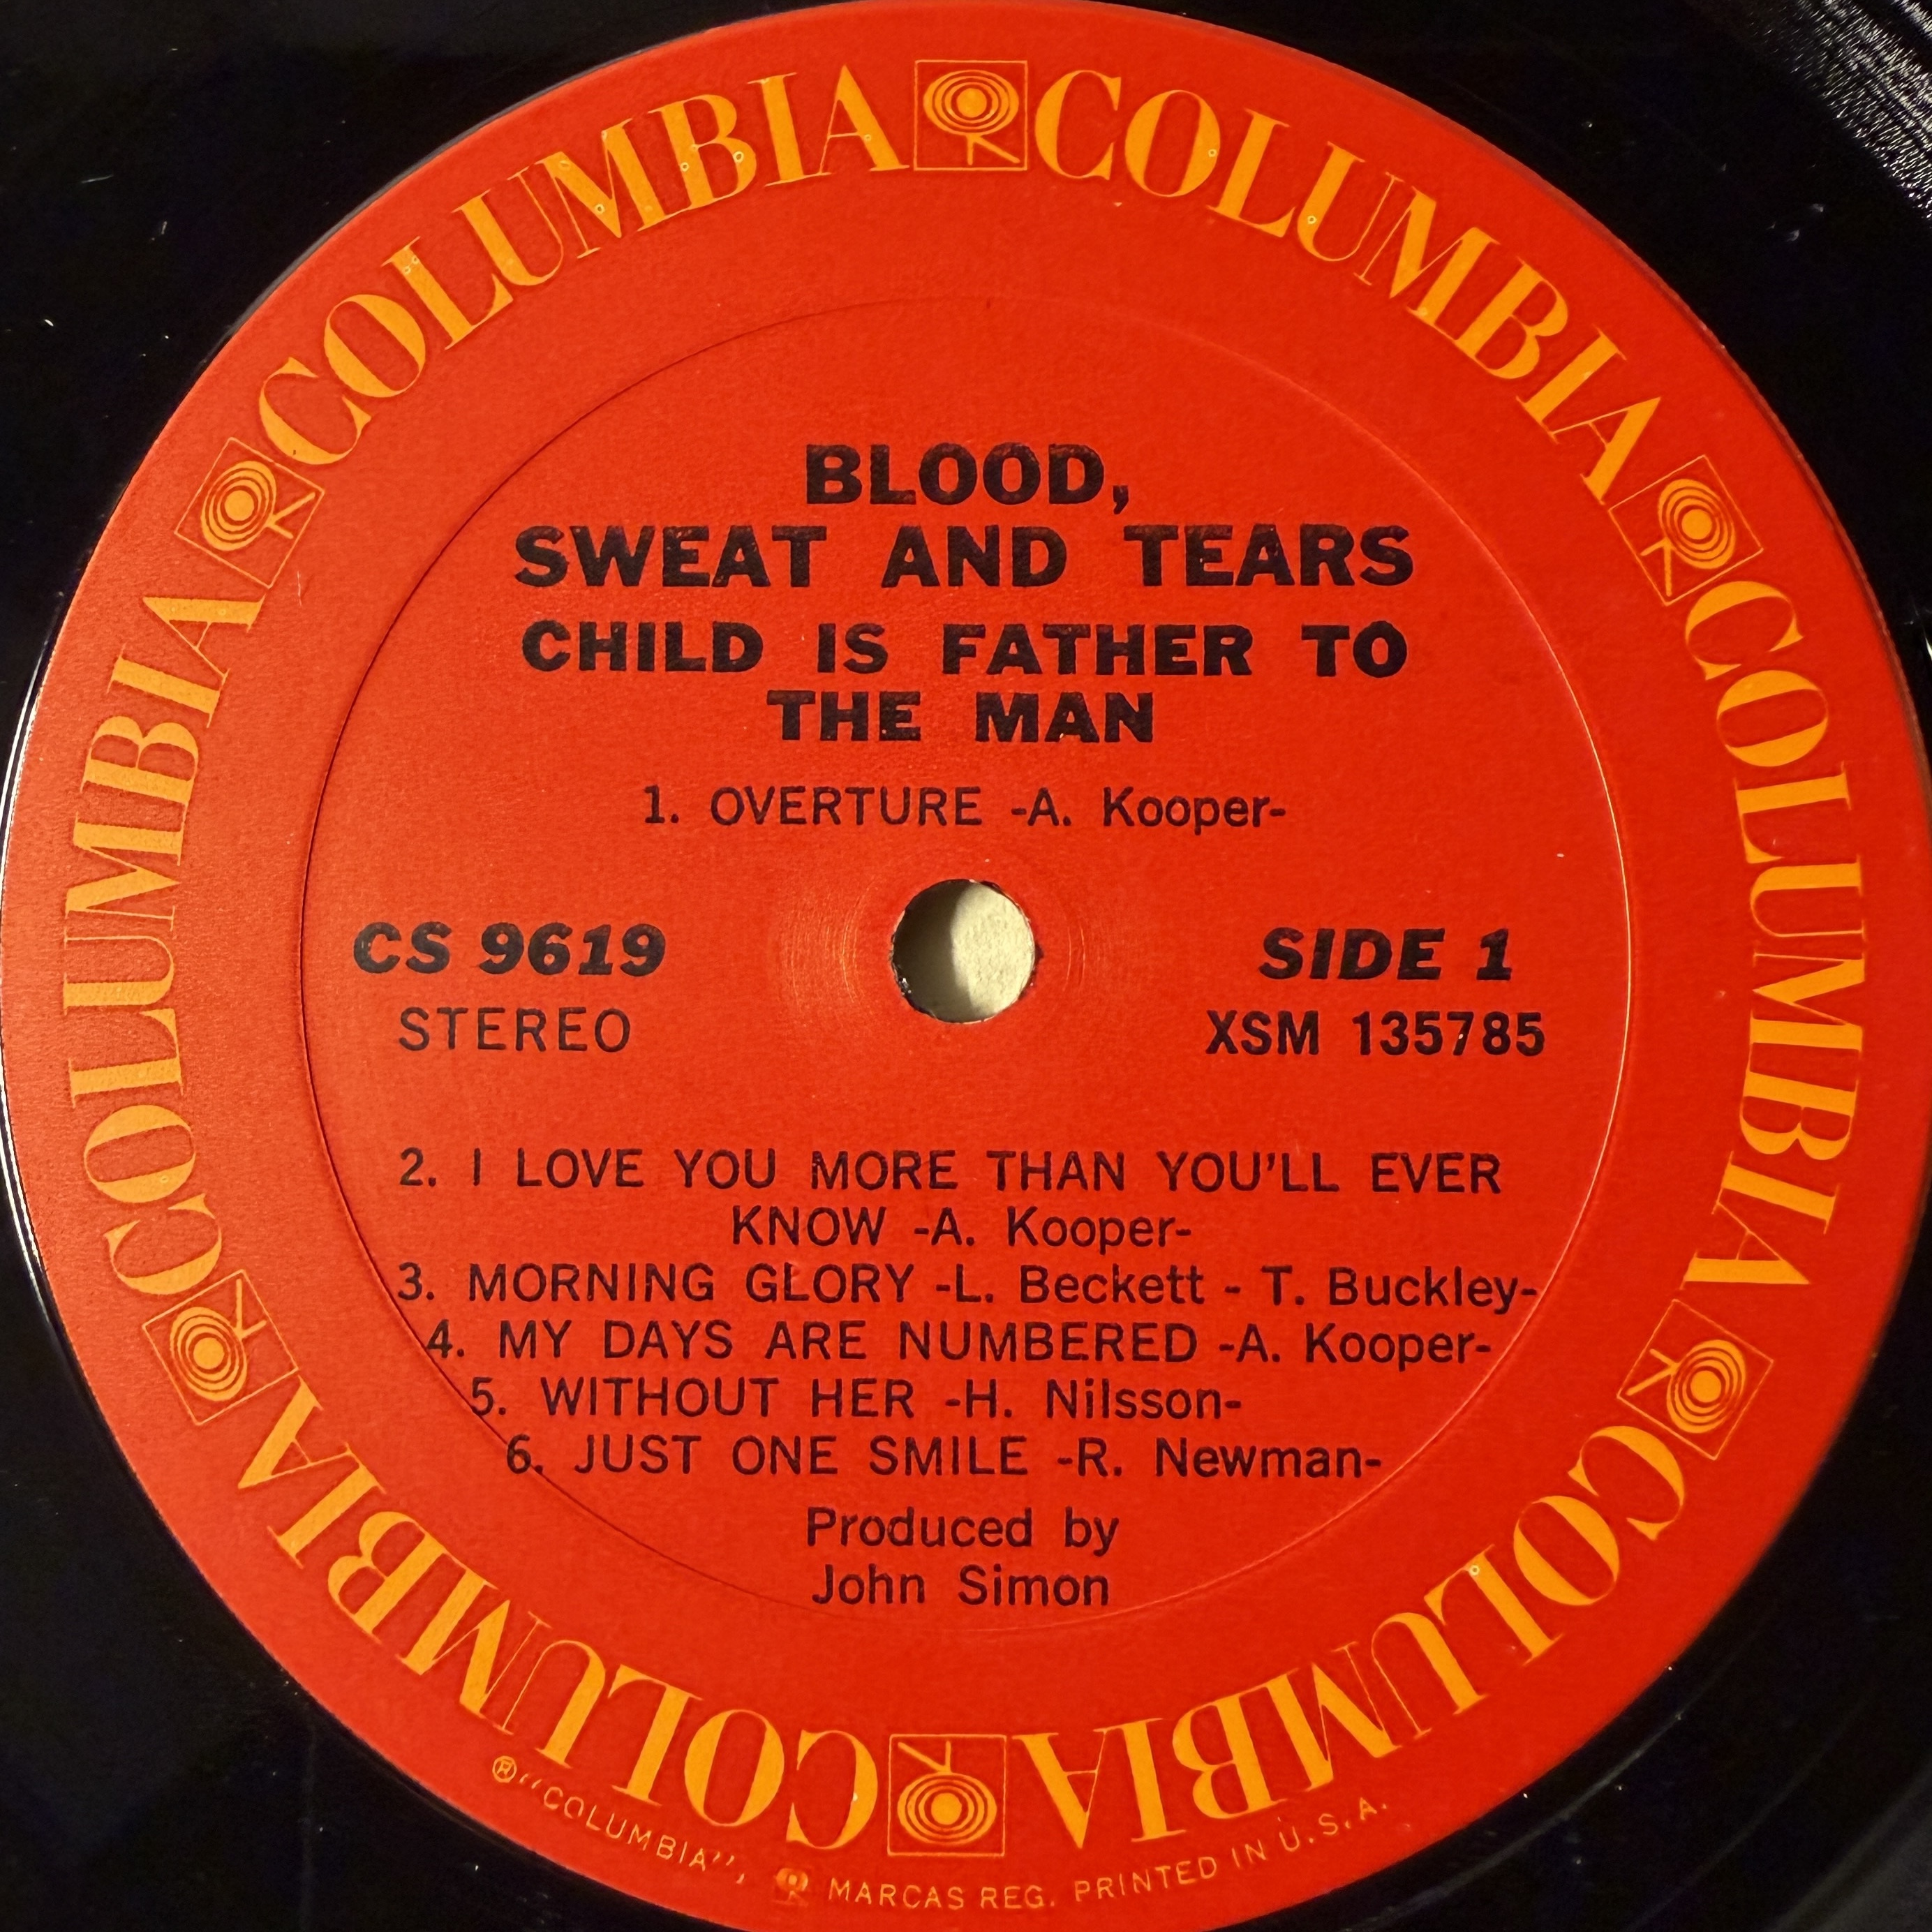 COLUMBIA COLUMBIA COLUMBIA COLUMBIA COLUMBIA COLUMBIA
BLOOD,
SWEAT AND TEARS
CHILD IS FATHER TO
THE MAN
1. OVERTURE -A. Kooper-
CS 9619
STEREO
SIDE 1
XSM 135785
2. I LOVE YOU MORE THAN YOU'LL EVER
KNOW -A. Kooper-
3. MORNING GLORY -L. Beckett - T. Buckley-
4. MY DAYS ARE NUMBERED -A. Kooper-
5. WITHOUT HER -H. Nilsson-
6. JUST ONE SMILE -R. Newman-
Produced by
John Simon
® "COLUMBIA", MARCAS REG. PRINTED IN U.S.A.